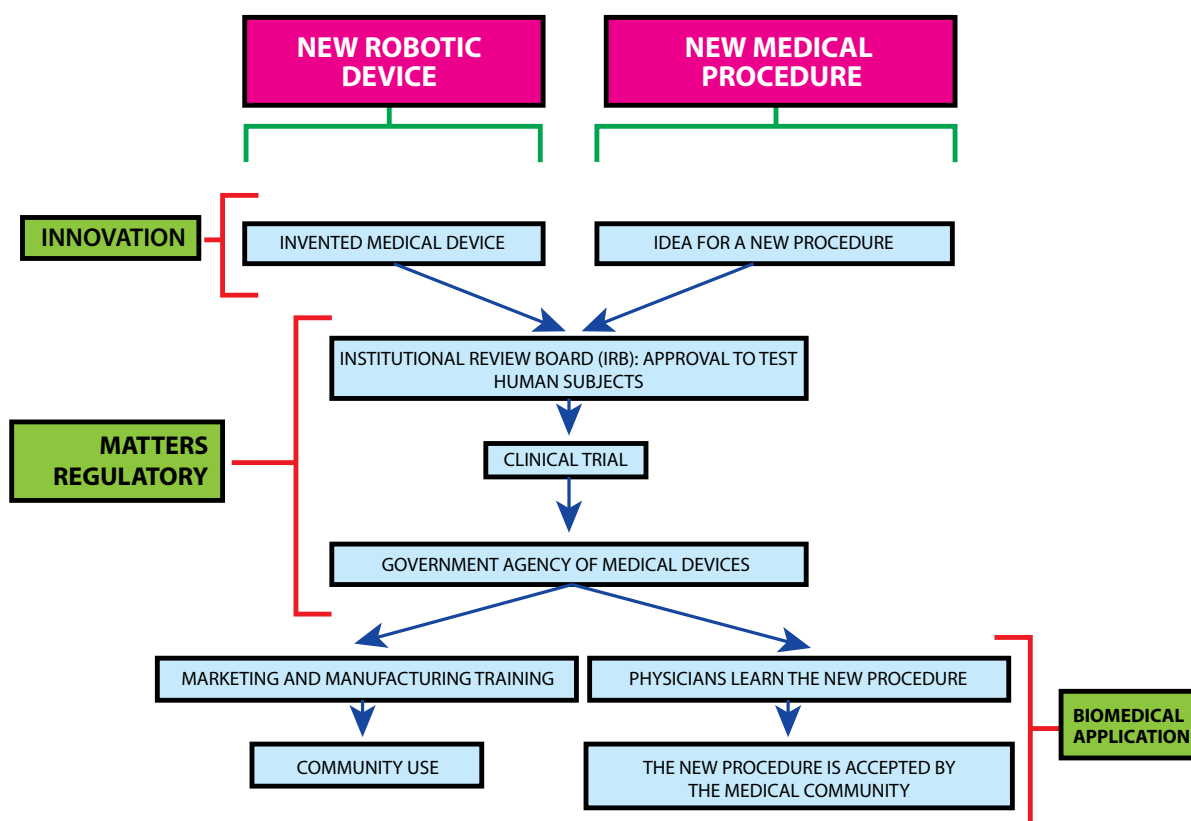 NEW ROBOTIC
DEVICE
NEW MEDICAL
PROCEDURE
INNOVATION
INVENTED MEDICAL DEVICE
IDEA FOR A NEW PROCEDURE
INSTITUTIONAL REVIEW BOARD (IRB): APPROVAL TO TEST
HUMAN SUBJECTS
MATTERS
REGULATORY
CLINICAL TRIAL
GOVERNMENT AGENCY OF MEDICAL DEVICES
MARKETING AND MANUFACTURING TRAINING
PHYSICIANS LEARN THE NEW PROCEDURE
BIOMEDICAL
APPLICATION
COMMUNITY USE
THE NEW PROCEDURE IS ACCEPTED BY
THE MEDICAL COMMUNITY